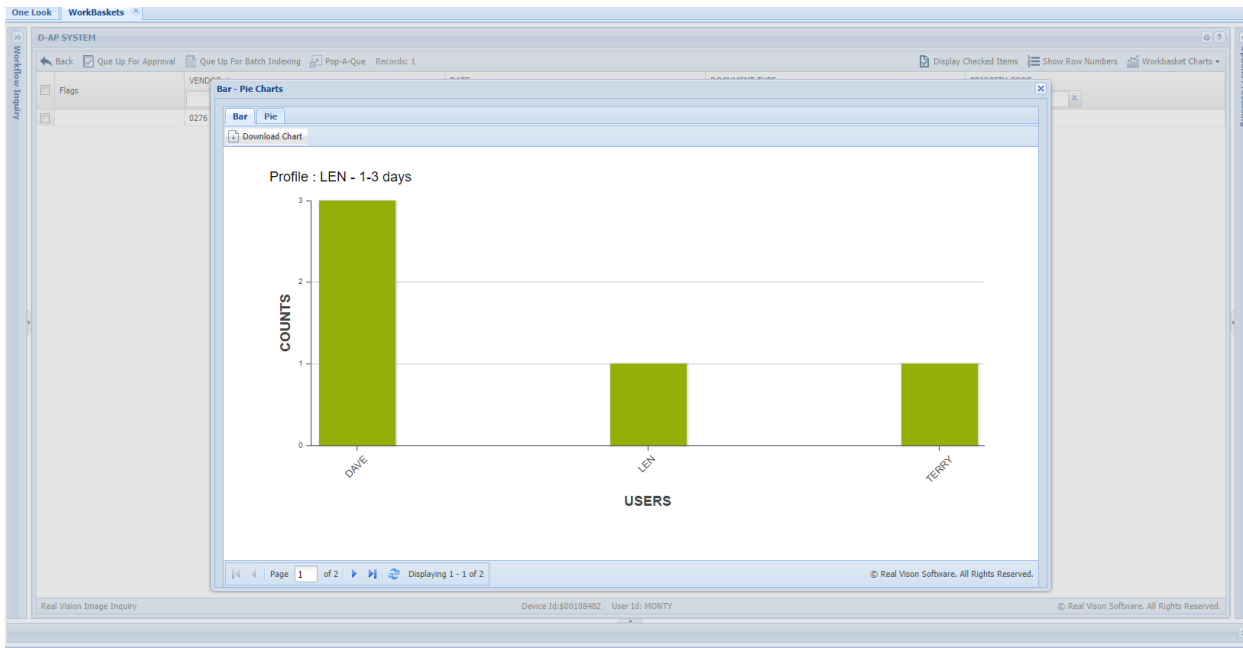 One Look WorkBaskets
D-AP SYSTEM
Back Que Up For Approval Que Up For Batch Indexing Pop-A-Que Records: 1 Display Checked Items Show Row Numbers Workbasket Charts
Workflow Inquiry
Flags
0276
Bar - Pie Charts
Bar Pie
Download Chart
Profile : LEN - 1-3 days
3
2
1
0
COUNTS
DAVE LEN TERRY
USERS
Page 1 of 2 Displaying 1 - 1 of 2 © Real Vison Software. All Rights Reserved.
Real Vision Image Inquiry Device Id:$00108482 User Id: MONTY © Real Vison Software. All Rights Reserved.